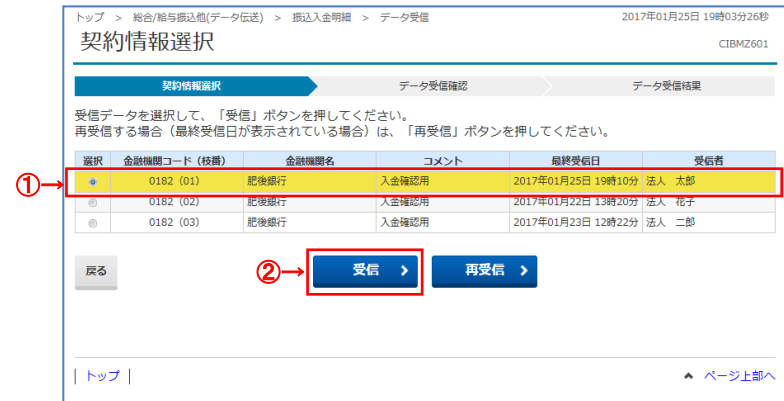 トップ > 総合/給与振込他(データ伝送) > 振込入金明細 > データ受信 2017年01月25日 19時03分26秒
契約情報選択 CIBMZ601
契約情報選択 データ受信確認 データ受信結果
受信データを選択して、「受信」ボタンを押してください。
再受信する場合（最終受信日が表示されている場合）は、「再受信」ボタンを押してください。
選択 金融機関コード（枝番） 金融機関名 コメント 最終受信日 受信者
① 0182（01） 肥後銀行 入金確認用 2017年01月25日 19時10分 法人 太郎
0182（02） 肥後銀行 入金確認用 2017年01月22日 13時20分 法人 花子
0182（03） 肥後銀行 入金確認用 2017年01月23日 12時22分 法人 二郎
戻る ② 受信 再受信
| トップ | ページ上部へ